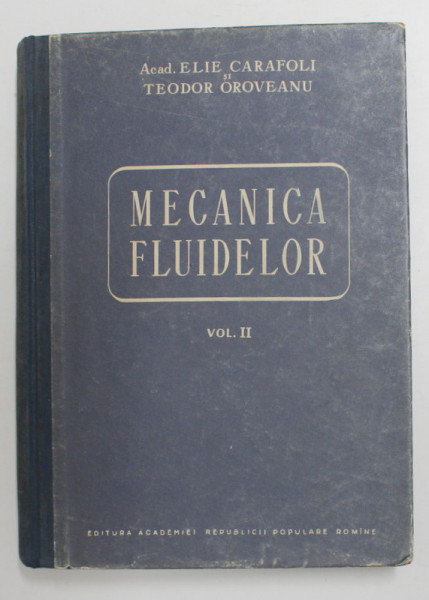 Acad. ELIE CARAFOLI
și
TEODOR OROVEANU
MECANICA
FLUIDELOR
VOL. II
EDITURA ACADEMIEI REPUBLICII POPULARE ROMÎNE